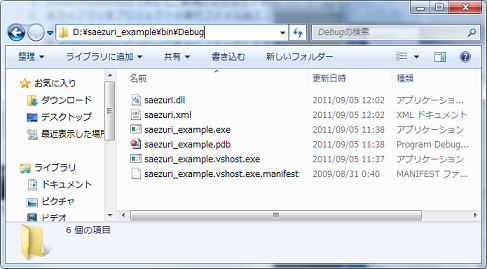 D:¥saezuri_example¥bin¥Debug
Debugの検索
整理 ライブラリに追加 共有 書き込む 新しいフォルダー
お気に入り
ダウンロード
デスクトップ
最近表示した場所
ライブラリ
ドキュメント
ピクチャ
ビデオ
名前 更新日時 種類
saezuri.dll 2011/09/05 12:02 アプリケーショ...
saezuri.xml 2011/09/05 12:02 XML ドキュメント
saezuri_example.exe 2011/09/05 11:38 アプリケーション
saezuri_example.pdb 2011/09/05 11:38 Program Debug...
saezuri_example.vshost.exe 2011/09/05 11:37 アプリケーション
saezuri_example.vshost.exe.manifest 2009/08/31 0:40 MANIFEST ファ...
6 個の項目